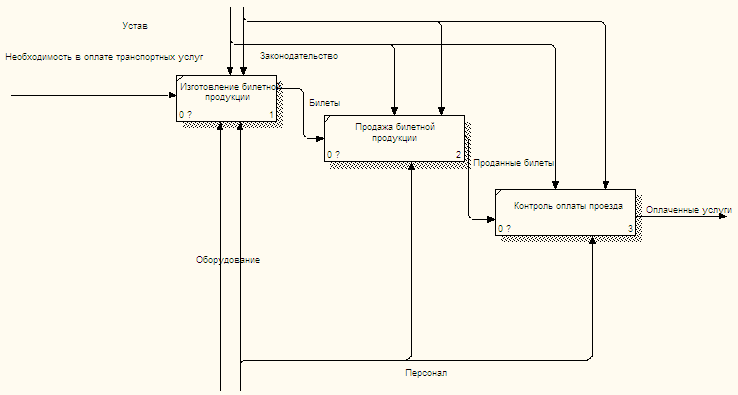 Устав
Необходимость в оплате транспортных услуг
Законодательство
Изготовление билетной
продукции
0 ?
1
Билеты
Продажа билетной
продукции
0 ?
2
Проданные билеты
Контроль оплаты проезда
0 ?
3
Оплаченные услуги
Оборудование
Персонал